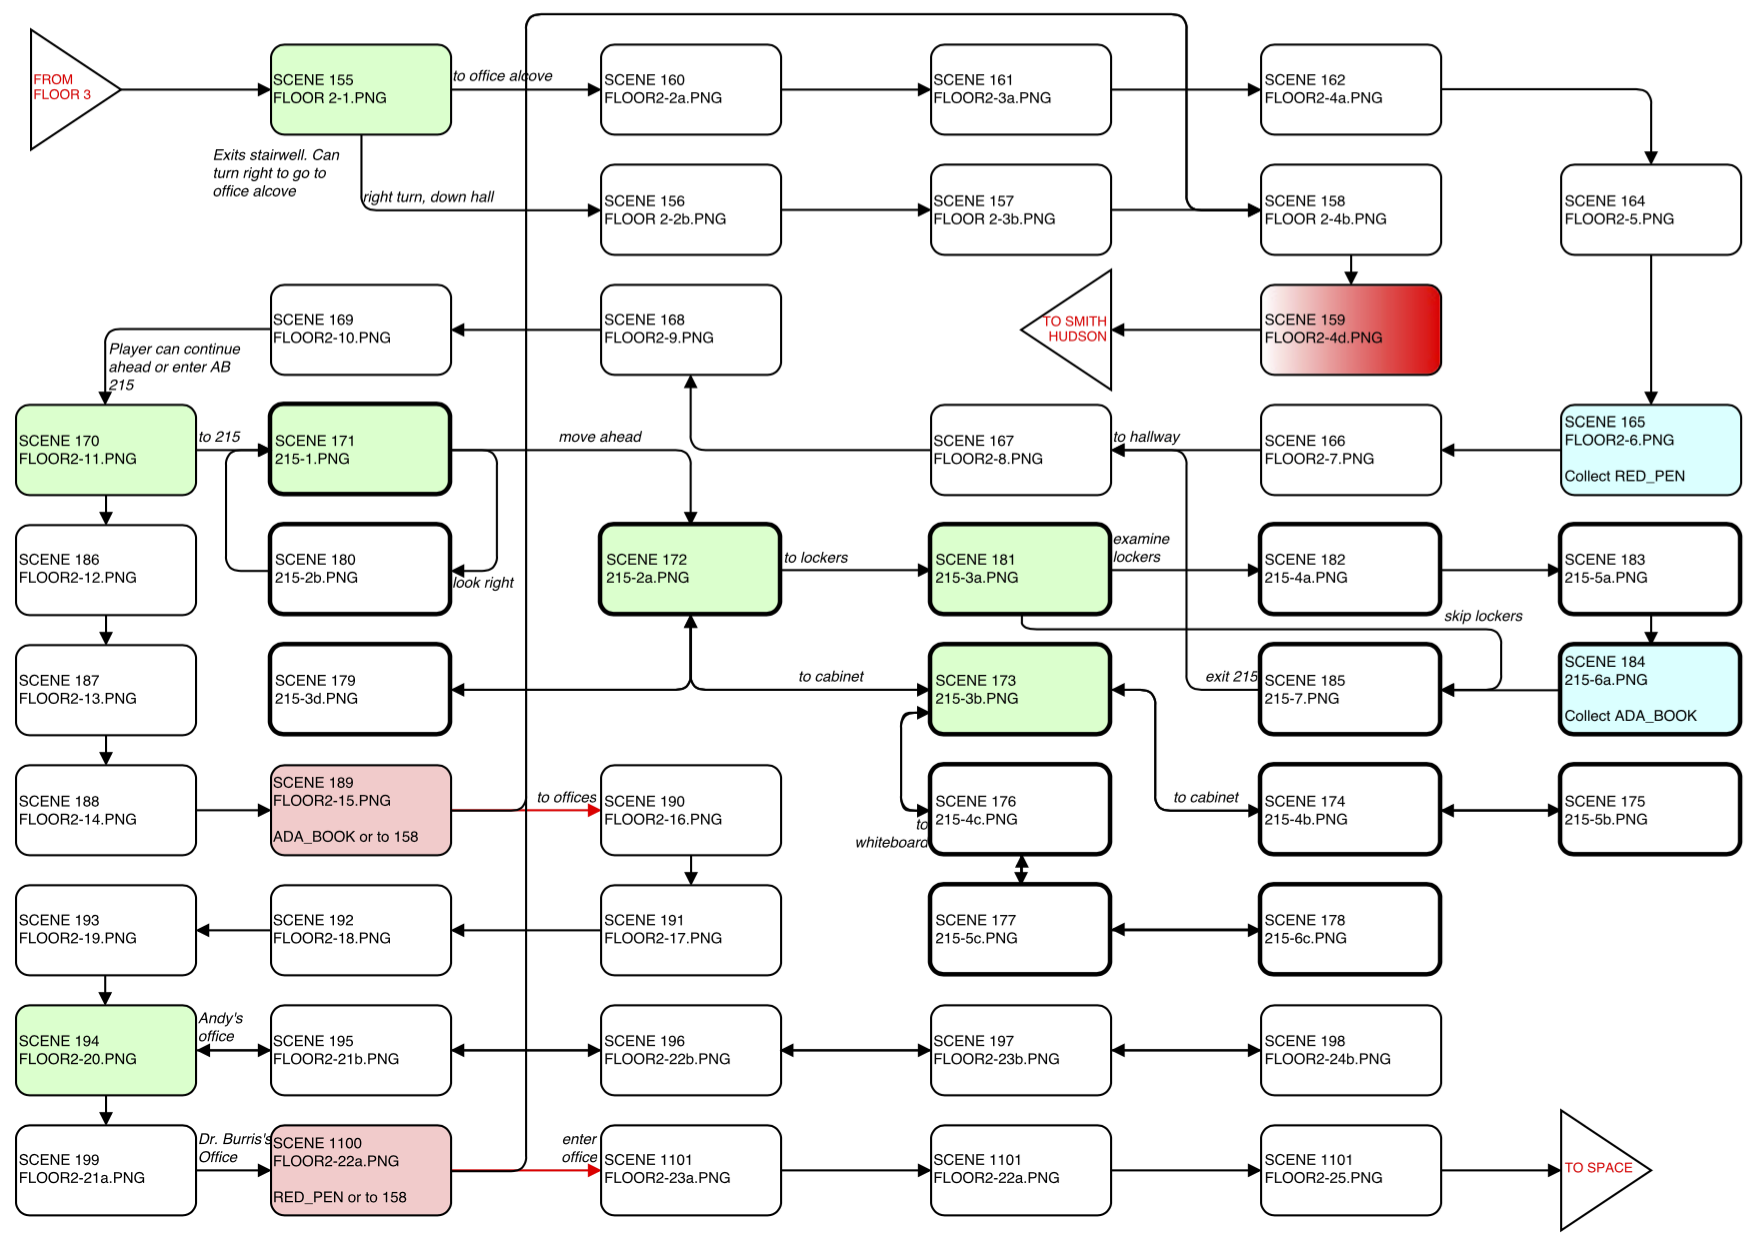 FROM
FLOOR 3
SCENE 155
FLOOR 2-1.PNG
to office alcove
SCENE 160
FLOOR2-2a.PNG
SCENE 161
FLOOR2-3a.PNG
SCENE 162
FLOOR2-4a.PNG
Exits stairwell. Can
turn right to go to
office alcove
right turn, down hall
SCENE 156
FLOOR 2-2b.PNG
SCENE 157
FLOOR 2-3b.PNG
SCENE 158
FLOOR 2-4b.PNG
SCENE 164
FLOOR2-5.PNG
SCENE 169
FLOOR2-10.PNG
SCENE 168
FLOOR2-9.PNG
TO SMITH
HUDSON
SCENE 159
FLOOR2-4d.PNG
Player can continue
ahead or enter AB
215
SCENE 170
FLOOR2-11.PNG
to 215
SCENE 171
215-1.PNG
move ahead
SCENE 167
FLOOR2-8.PNG
to hallway
SCENE 166
FLOOR2-7.PNG
SCENE 165
FLOOR2-6.PNG
Collect RED_PEN
SCENE 186
FLOOR2-12.PNG
SCENE 180
215-2b.PNG
look right
SCENE 172
215-2a.PNG
to lockers
SCENE 181
215-3a.PNG
examine
lockers
SCENE 182
215-4a.PNG
SCENE 183
215-5a.PNG
skip lockers
SCENE 187
FLOOR2-13.PNG
SCENE 179
215-3d.PNG
to cabinet
SCENE 173
215-3b.PNG
exit 215
SCENE 185
215-7.PNG
SCENE 184
215-6a.PNG
Collect ADA_BOOK
SCENE 188
FLOOR2-14.PNG
SCENE 189
FLOOR2-15.PNG
ADA_BOOK or to 158
to offices
SCENE 190
FLOOR2-16.PNG
to
whiteboard
SCENE 176
215-4c.PNG
to cabinet
SCENE 174
215-4b.PNG
SCENE 175
215-5b.PNG
SCENE 193
FLOOR2-19.PNG
SCENE 192
FLOOR2-18.PNG
SCENE 191
FLOOR2-17.PNG
SCENE 177
215-5c.PNG
SCENE 178
215-6c.PNG
SCENE 194
FLOOR2-20.PNG
Andy's
office
SCENE 195
FLOOR2-21b.PNG
SCENE 196
FLOOR2-22b.PNG
SCENE 197
FLOOR2-23b.PNG
SCENE 198
FLOOR2-24b.PNG
SCENE 199
FLOOR2-21a.PNG
Dr. Burris's
Office
SCENE 1100
FLOOR2-22a.PNG
RED_PEN or to 158
enter
office
SCENE 1101
FLOOR2-23a.PNG
SCENE 1101
FLOOR2-22a.PNG
SCENE 1101
FLOOR2-25.PNG
TO SPACE